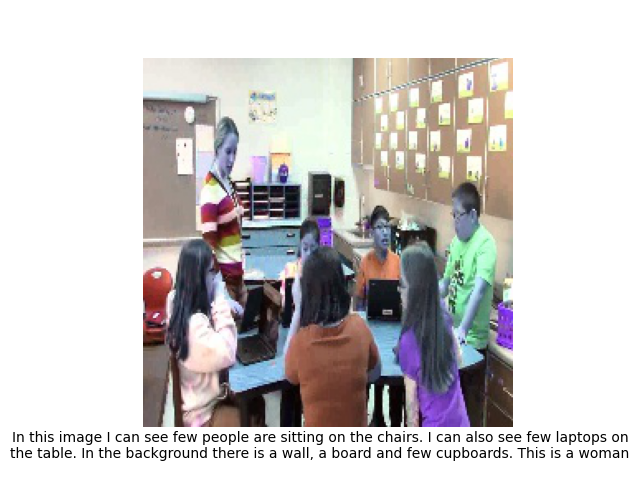 In this image I can see few people are sitting on the chairs. I can also see few laptops on
the table. In the background there is a wall, a board and few cupboards. This is a woman